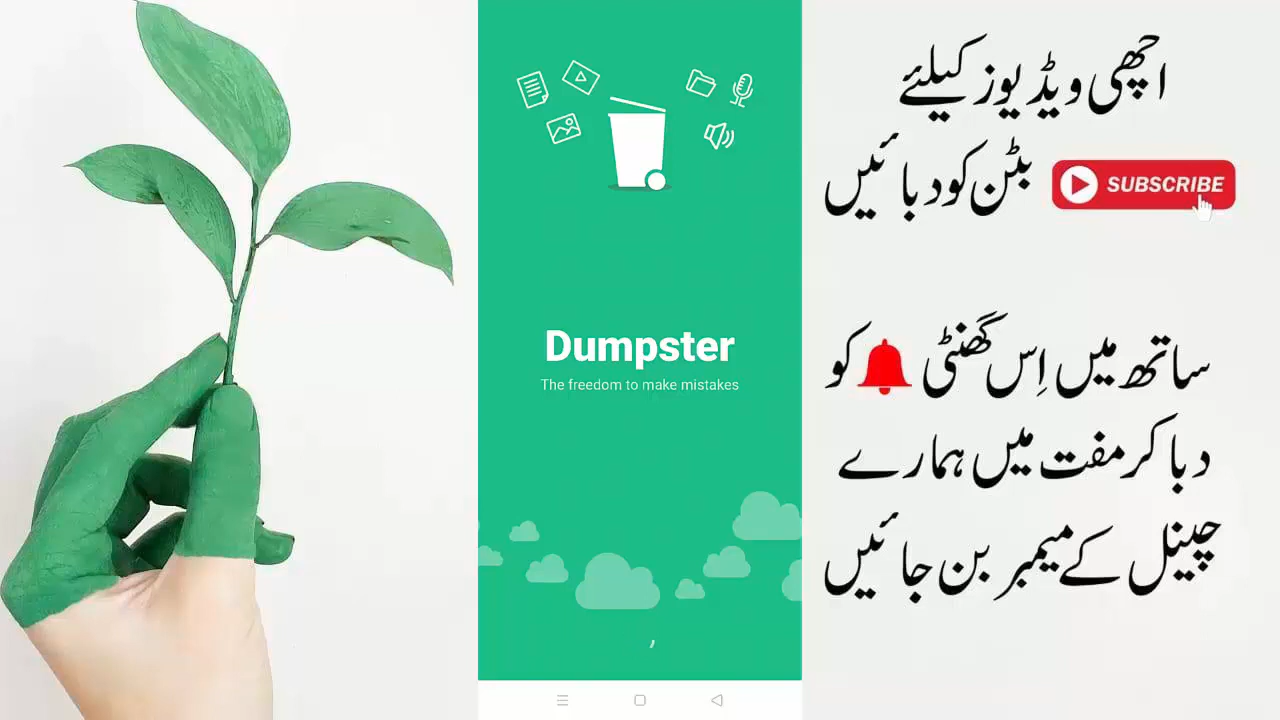 Dumpster
The freedom to make mistakes
اچھی ویڈیوز کیلئے
بٹن کو دبائیں
SUBSCRIBE
ساتھ میں اِس گھنٹی کو
دبا کر مفت میں ہمارے
چینل کے میمبر بن جائیں